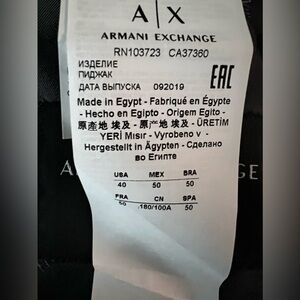 A|X
ARMANI EXCHANGE
RN103723 CA37360
ИЗДЕЛИЕ
ПИДЖАК
ДАТА ВЫПУСКА 092019
EAC
Made in Egypt - Fabriqué en Égypte
- Hecho en Egipto - Origem Egito -
原産地 埃及 - 原产地 埃及 - ÜRETİM
YERİ Mısır - Vyrobeno v -
Hergestellt in Ägypten - Сделано
во Египте
USA MEX BRA
40 50 50
FRA CN SPA
50 180/100A 50